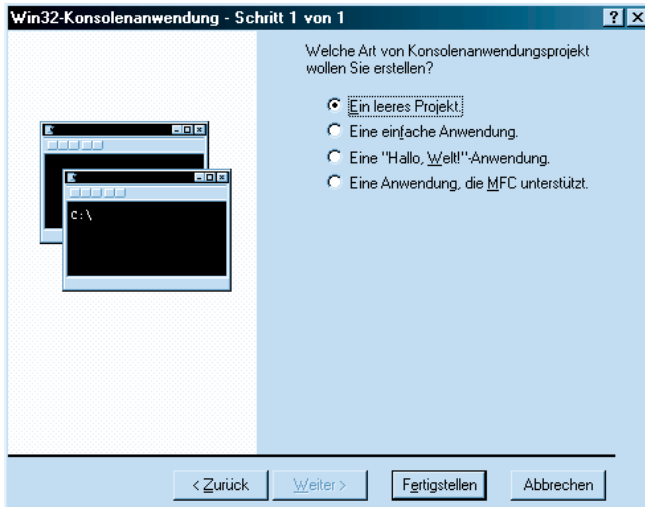 Win32-Konsolenanwendung - Schritt 1 von 1
Welche Art von Konsolenanwendungsprojekt
wollen Sie erstellen?
Ein leeres Projekt.
Eine einfache Anwendung.
Eine "Hallo, Welt!"-Anwendung.
Eine Anwendung, die MFC unterstützt.
C:\
< Zurück
Weiter >
Fertigstellen
Abbrechen